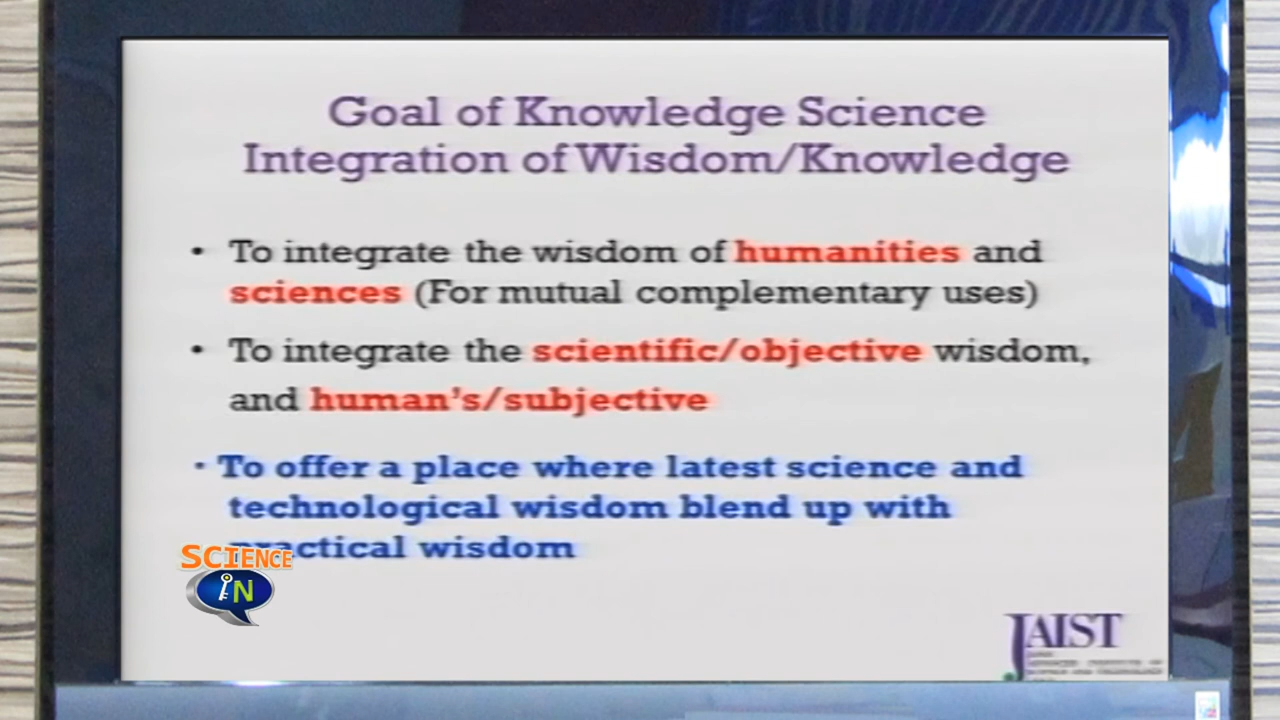 Goal of Knowledge Science
Integration of Wisdom/Knowledge
• To integrate the wisdom of humanities and
sciences (For mutual complementary uses)
• To integrate the scientific/objective wisdom,
and human's/subjective
• To offer a place where latest science and
technological wisdom blend up with
practical wisdom
SCIENCE
iN
JAIST